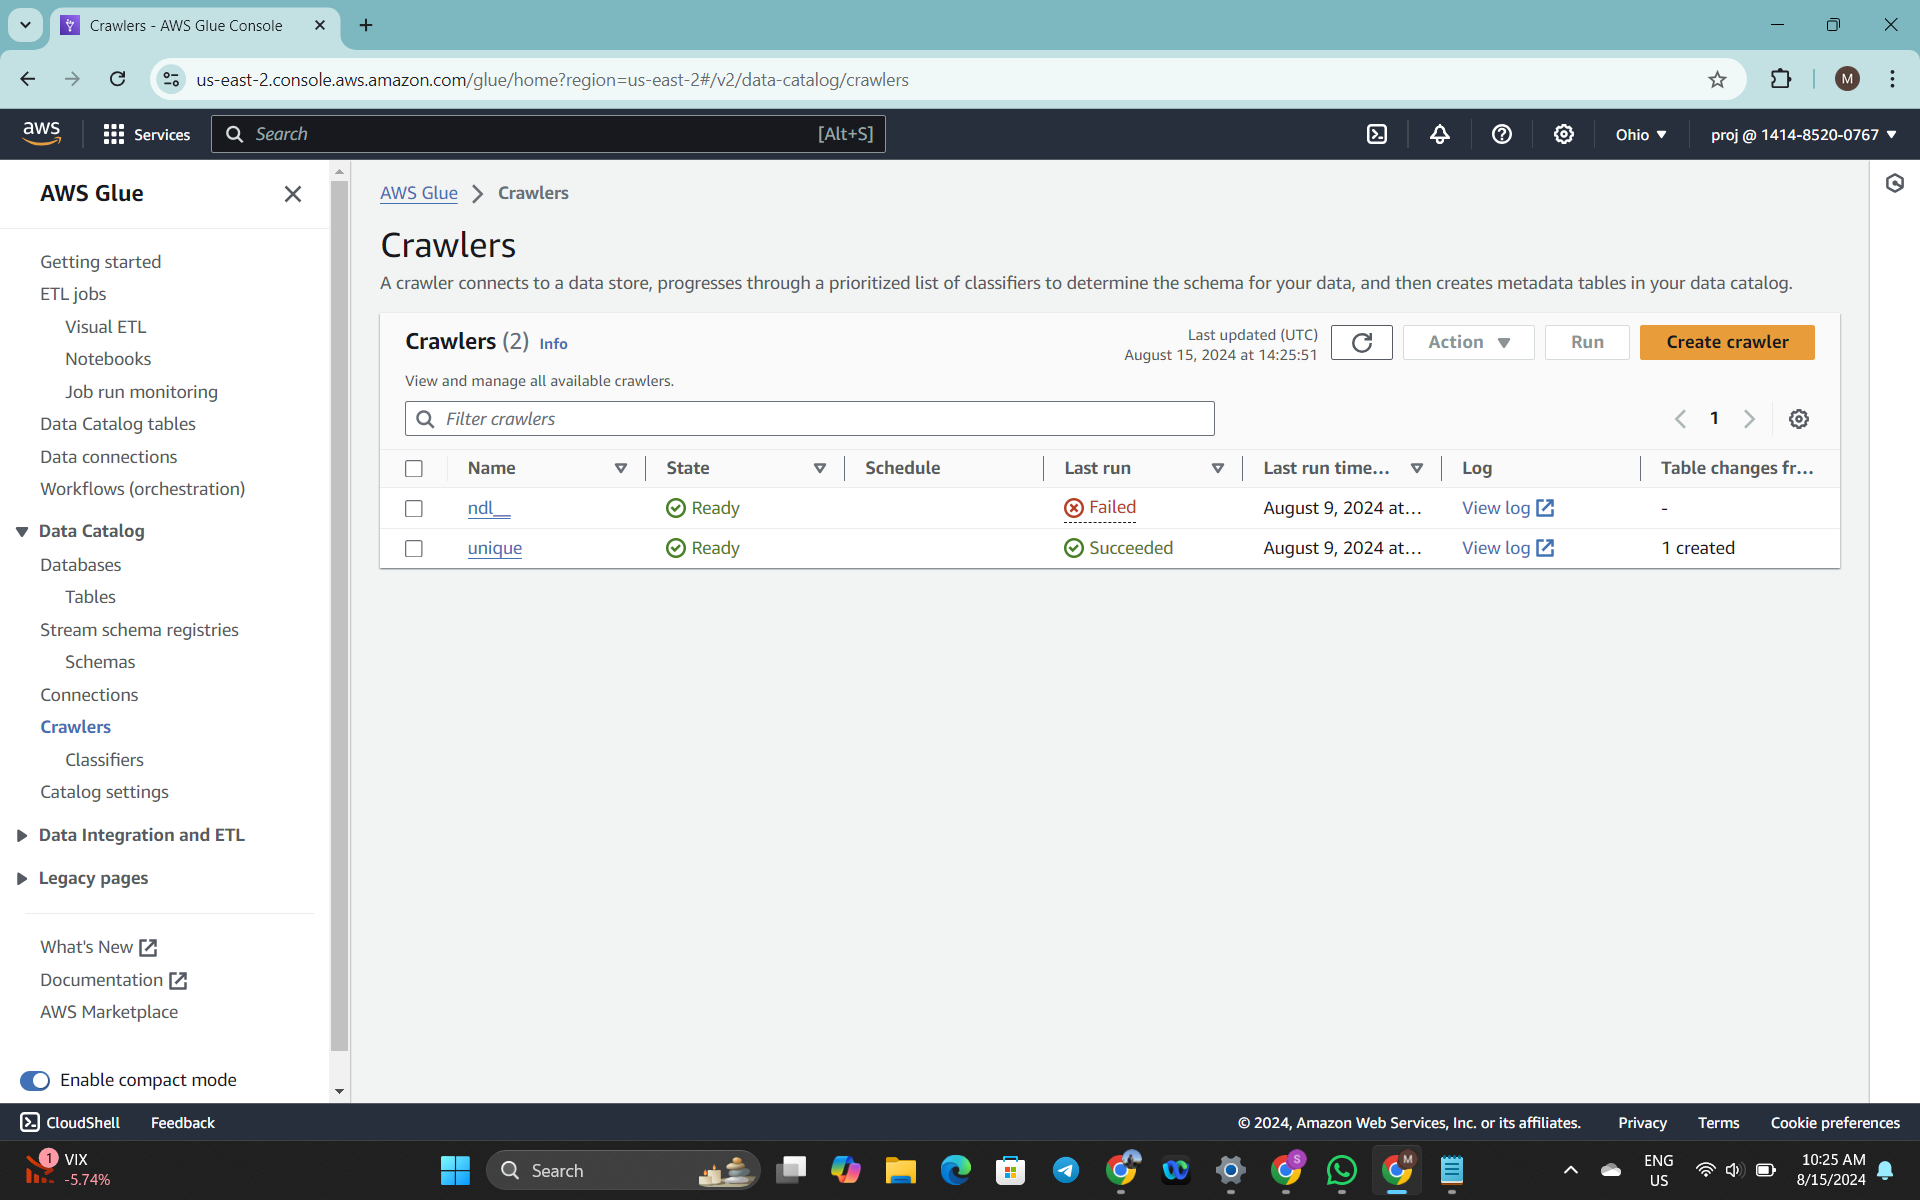 Crawlers - AWS Glue Console
us-east-2.console.aws.amazon.com/glue/home?region=us-east-2#/v2/data-catalog/crawlers
M
aws
Services
Search
[Alt+S]
Ohio
proj @ 1414-8520-0767
AWS Glue
Getting started
ETL jobs
Visual ETL
Notebooks
Job run monitoring
Data Catalog tables
Data connections
Workflows (orchestration)
Data Catalog
Databases
Tables
Stream schema registries
Schemas
Connections
Crawlers
Classifiers
Catalog settings
Data Integration and ETL
Legacy pages
What's New
Documentation
AWS Marketplace
Enable compact mode
AWS Glue > Crawlers
Crawlers
A crawler connects to a data store, progresses through a prioritized list of classifiers to determine the schema for your data, and then creates metadata tables in your data catalog.
Crawlers (2) Info
Last updated (UTC)
August 15, 2024 at 14:25:51
Action
Run
Create crawler
View and manage all available crawlers.
Filter crawlers
1
Name State Schedule Last run Last run time... Log Table changes fr...
ndl__ Ready Failed August 9, 2024 at... View log -
unique Ready Succeeded August 9, 2024 at... View log 1 created
CloudShell
Feedback
© 2024, Amazon Web Services, Inc. or its affiliates.
Privacy
Terms
Cookie preferences
1
VIX
-5.74%
Search
S
M
ENG
US
10:25 AM
8/15/2024